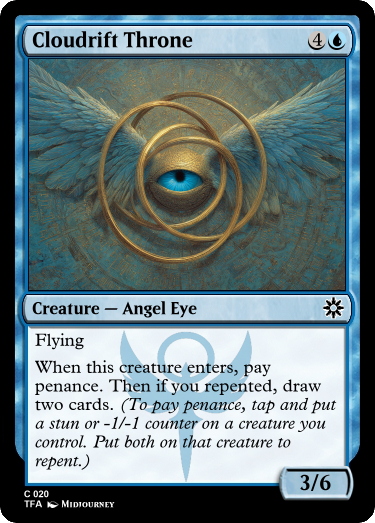 Cloudrift Throne 4
Creature — Angel Eye
Flying
When this creature enters, pay
penance. Then if you repented, draw
two cards. (To pay penance, tap and put
a stun or -1/-1 counter on a creature you
control. Put both on that creature to
repent.)
3/6
C 020
TFA Midjourney